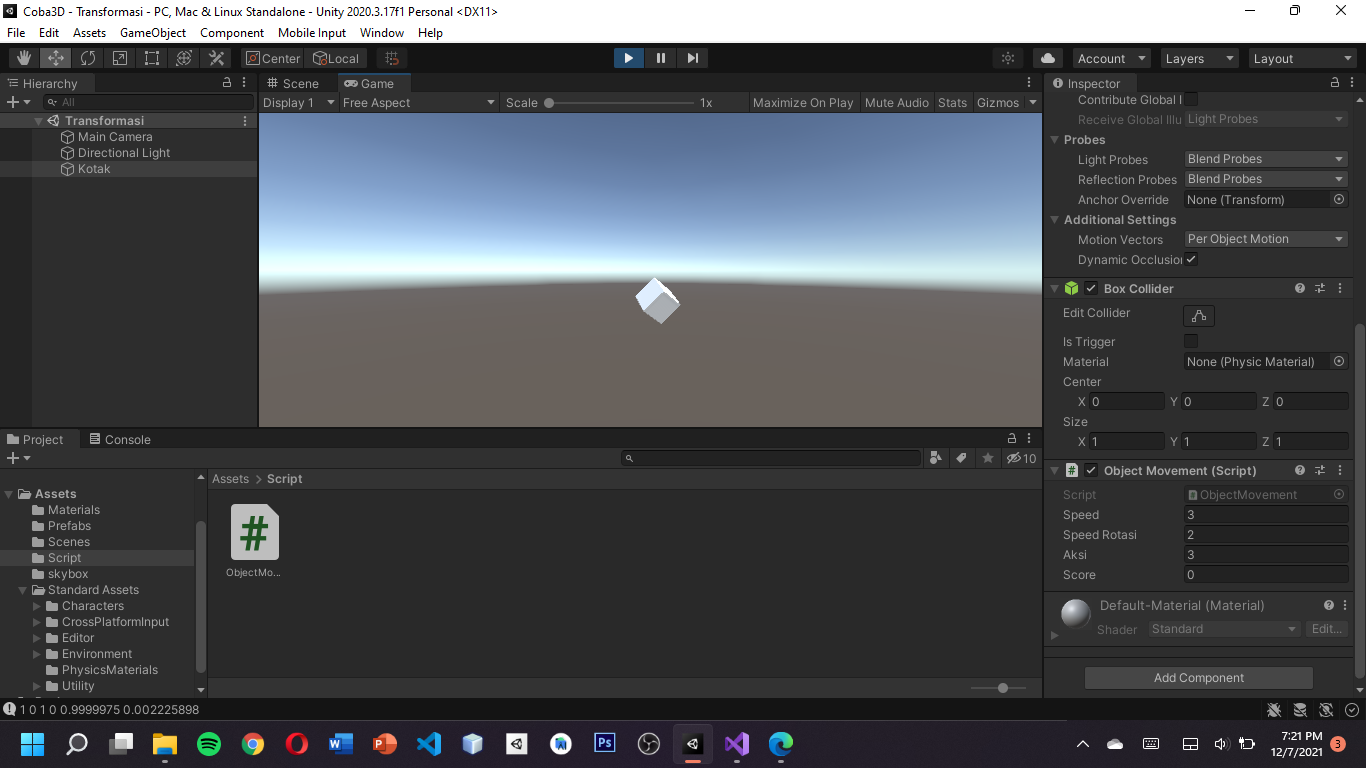 Coba3D - Transformasi - PC, Mac & Linux Standalone - Unity 2020.3.17f1 Personal <DX11>
File Edit Assets GameObject Component Mobile Input Window Help
Center Local Account Layers Layout
Hierarchy
All
Transformasi
Main Camera
Directional Light
Kotak
Scene Game
Display 1 Free Aspect Scale 1x Maximize On Play Mute Audio Stats Gizmos
Inspector
Contribute Global I
Receive Global Illu Light Probes
Probes
Light Probes Blend Probes
Reflection Probes Blend Probes
Anchor Override None (Transform)
Additional Settings
Motion Vectors Per Object Motion
Dynamic Occlusion
Box Collider
Edit Collider
Is Trigger
Material None (Physic Material)
Center
X 0 Y 0 Z 0
Size
X 1 Y 1 Z 1
# Object Movement (Script)
Script ObjectMovement
Speed 3
Speed Rotasi 2
Aksi 3
Score 0
Default-Material (Material)
Shader Standard Edit...
Add Component
Project Console
10
Assets
Materials
Prefabs
Scenes
Script
skybox
Standard Assets
Characters
CrossPlatformInput
Editor
Environment
PhysicsMaterials
Utility
Assets > Script
#
ObjectMo...
1 0 1 0 0.9999975 0.002225898
W P Ps
7:21 PM
12/7/2021
3